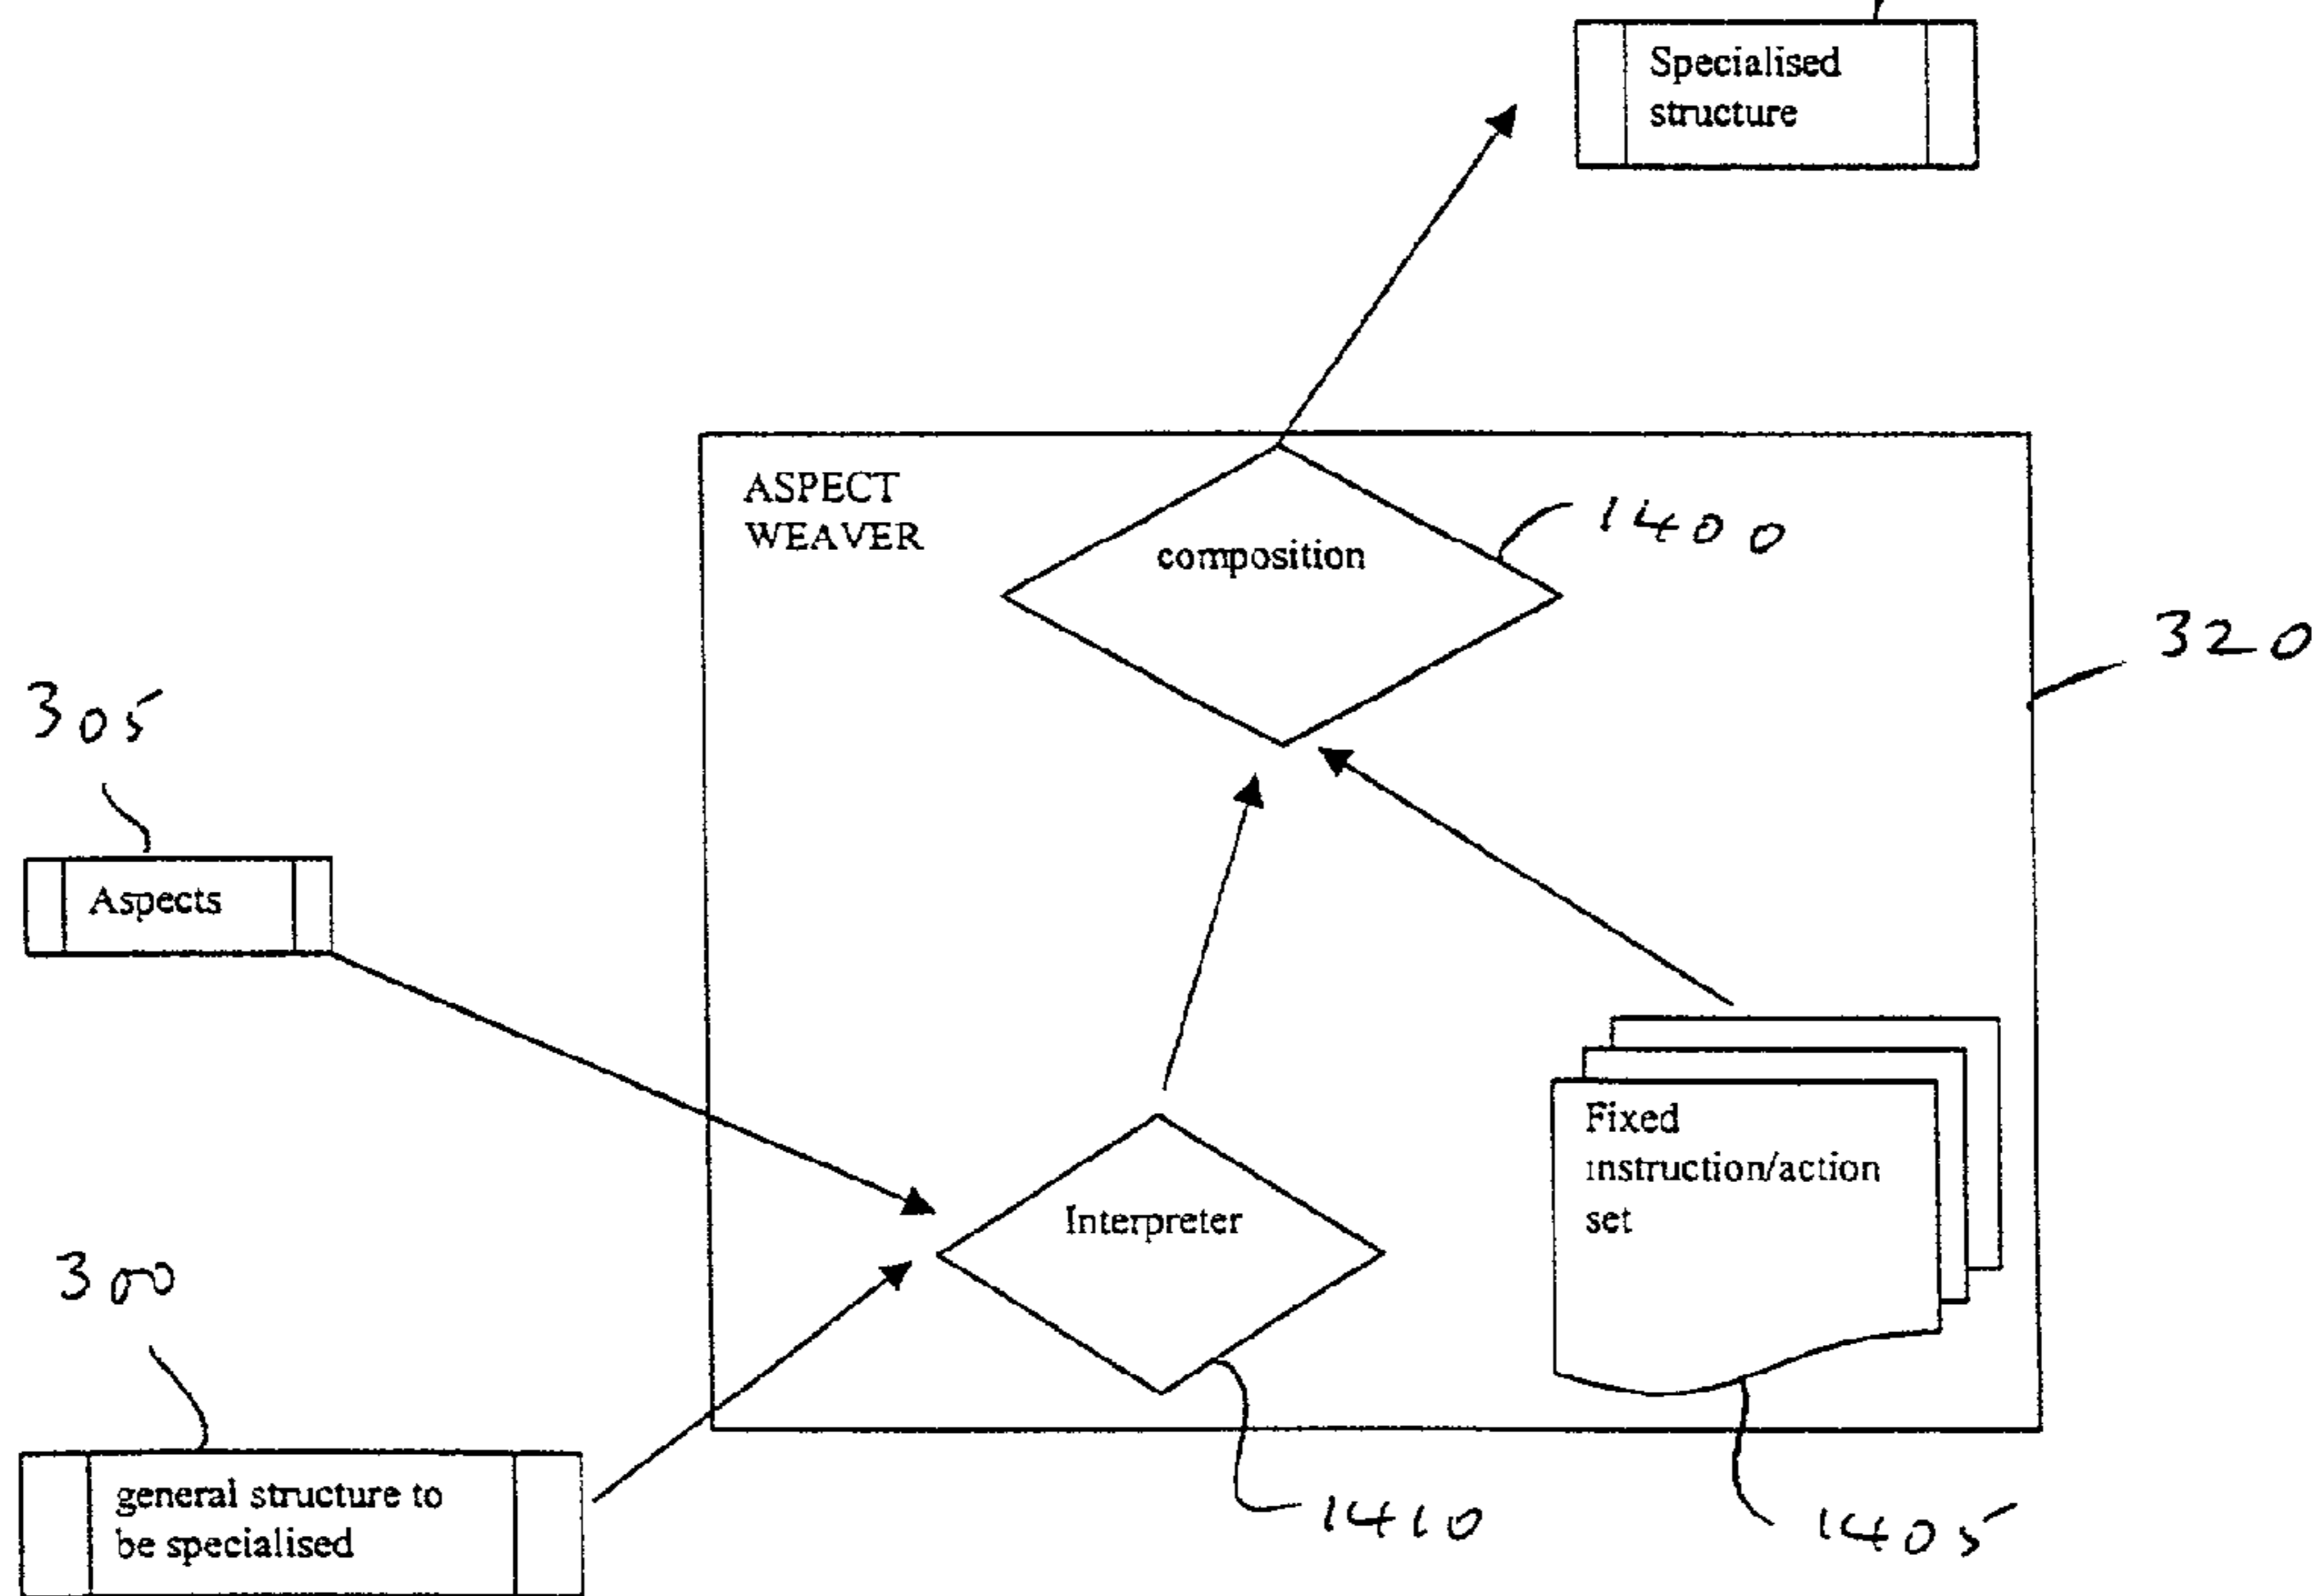 Specialised
structure
ASPECT
WEAVER
composition
1400
320
305
Aspects
Fixed
instruction/action
set
Interpreter
300
general structure to
be specialised
1410
1405